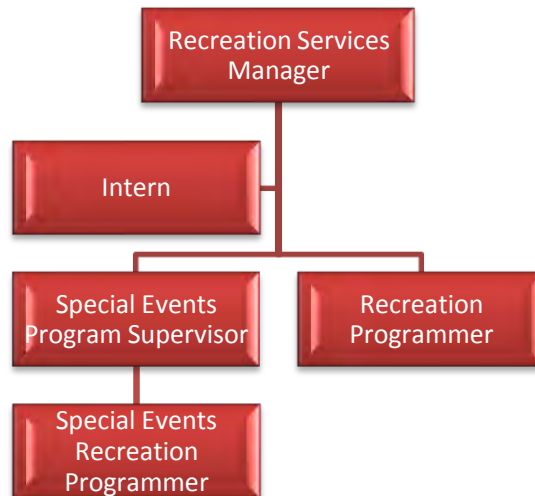 Recreation Services
Manager
Intern
Special Events
Program Supervisor
Recreation
Programmer
Special Events
Recreation
Programmer